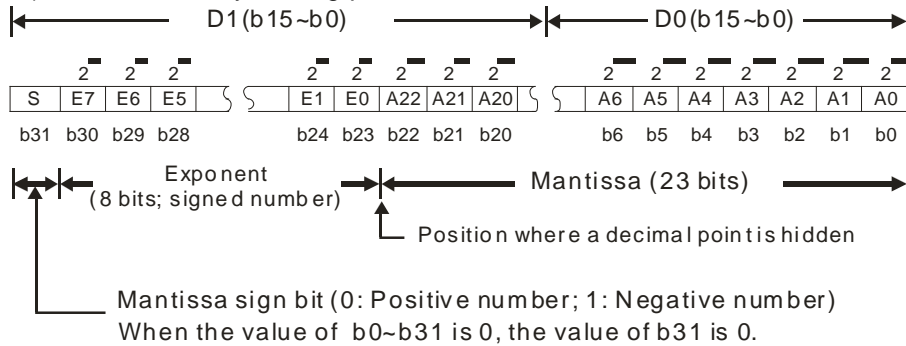 D1(b15~b0) D0(b15~b0)
2 2 2 2 2 2 2 2 2 2 2 2 2 2 2
S E7 E6 E5 E1 E0 A22 A21 A20 A6 A5 A4 A3 A2 A1 A0
b31 b30 b29 b28 b24 b23 b22 b21 b20 b6 b5 b4 b3 b2 b1 b0
Exponent
(8 bits; signed number)
Mantissa (23 bits)
Position where a decimal point is hidden
Mantissa sign bit (0: Positive number; 1: Negative number)
When the value of b0~b31 is 0, the value of b31 is 0.